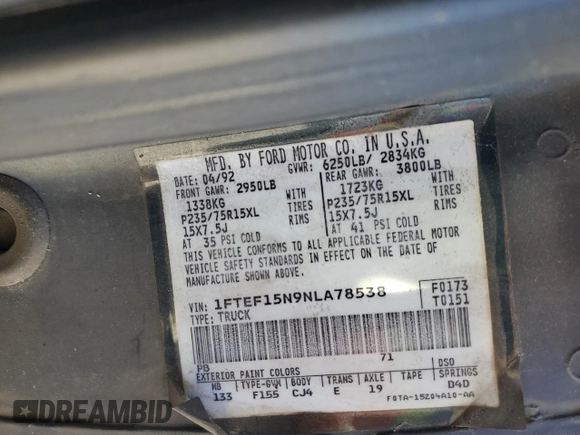 MFD. BY FORD MOTOR CO. IN U.S.A.
DATE: 04/92 GVWR: 6250LB/ 2834KG
FRONT GAWR: 2950LB REAR GAWR: 3800LB
1338KG WITH 1723KG WITH
P235/75R15XL TIRES P235/75R15XL TIRES
15X7.5J RIMS 15X7.5J RIMS
AT 35 PSI COLD AT 41 PSI COLD
THIS VEHICLE CONFORMS TO ALL APPLICABLE FEDERAL MOTOR
VEHICLE SAFETY STANDARDS IN EFFECT ON THE DATE OF
MANUFACTURE SHOWN ABOVE.
VIN: 1FTEF15N9NLA78538 F0173
TYPE: TRUCK T0151
PB 71
EXTERIOR PAINT COLORS DSO
WB TYPE-GVW BODY TRANS AXLE TAPE SPRINGS
133 F155 CJ4 E 19 D4D
F0TA-15204A10-AA
DREAMBID